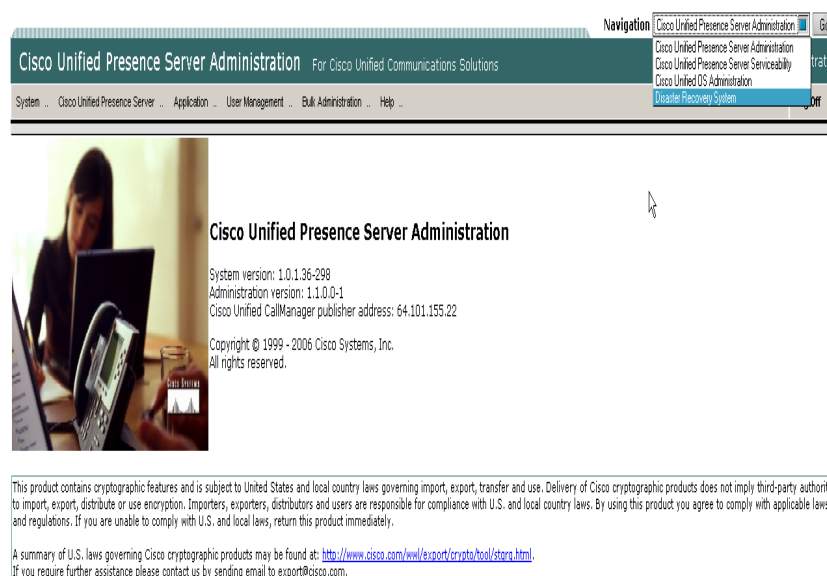 Navigation Cisco Unified Presence Server Administration
Cisco Unified Presence Server Administration
Cisco Unified Presence Server Serviceability
Cisco Unified OS Administration
Disaster Recovery System
Cisco Unified Presence Server Administration For Cisco Unified Communications Solutions
System .. Cisco Unified Presence Server .. Application .. User Management .. Bulk Administration .. Help .. Off
Cisco Unified Presence Server Administration
System version: 1.0.1.36-298
Administration version: 1.1.0.0-1
Cisco Unified CallManager publisher address: 64.101.155.22
Copyright © 1999 - 2006 Cisco Systems, Inc.
All rights reserved.
Cisco Systems
This product contains cryptographic features and is subject to United States and local country laws governing import, export, transfer and use. Delivery of Cisco cryptographic products does not imply third-party authorit
to import, export, distribute or use encryption. Importers, exporters, distributors and users are responsible for compliance with U.S. and local country laws. By using this product you agree to comply with applicable laws
and regulations. If you are unable to comply with U.S. and local laws, return this product immediately.
A summary of U.S. laws governing Cisco cryptographic products may be found at: http://www.cisco.com/wwl/export/crypto/tool/stqrg.html.
If you require further assistance please contact us by sending email to export@cisco.com.